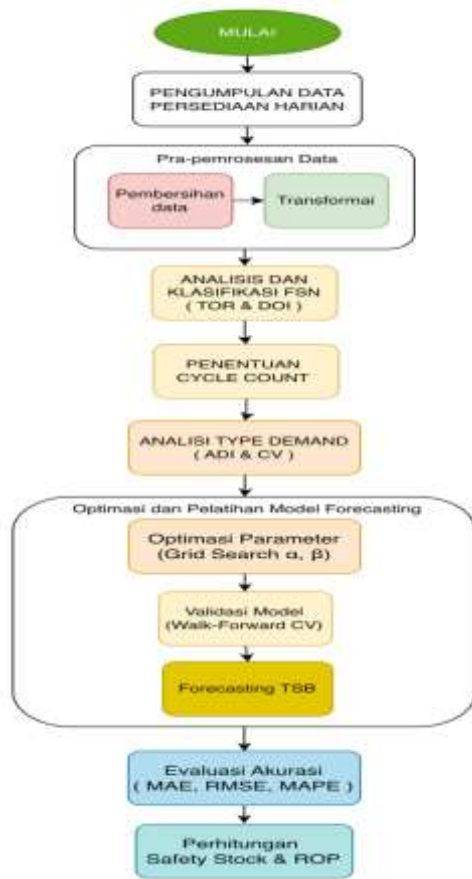 MULAI
PENGUMPULAN DATA
PERSEDIAAN HARIAN
Pra-pemrosesan Data
Pembersihan
data
Transformai
ANALISIS DAN
KLASIFIKASI FSN
( TOR & DOI )
PENENTUAN
CYCLE COUNT
ANALISI TYPE DEMAND
( ADI & CV )
Optimasi dan Pelatihan Model Forecasting
Optimasi Parameter
(Grid Search α, β)
Validasi Model
(Walk-Forward CV)
Forecasting TSB
Evaluasi Akurasi
( MAE, RMSE, MAPE )
Perhitungan
Safety Stock & ROP